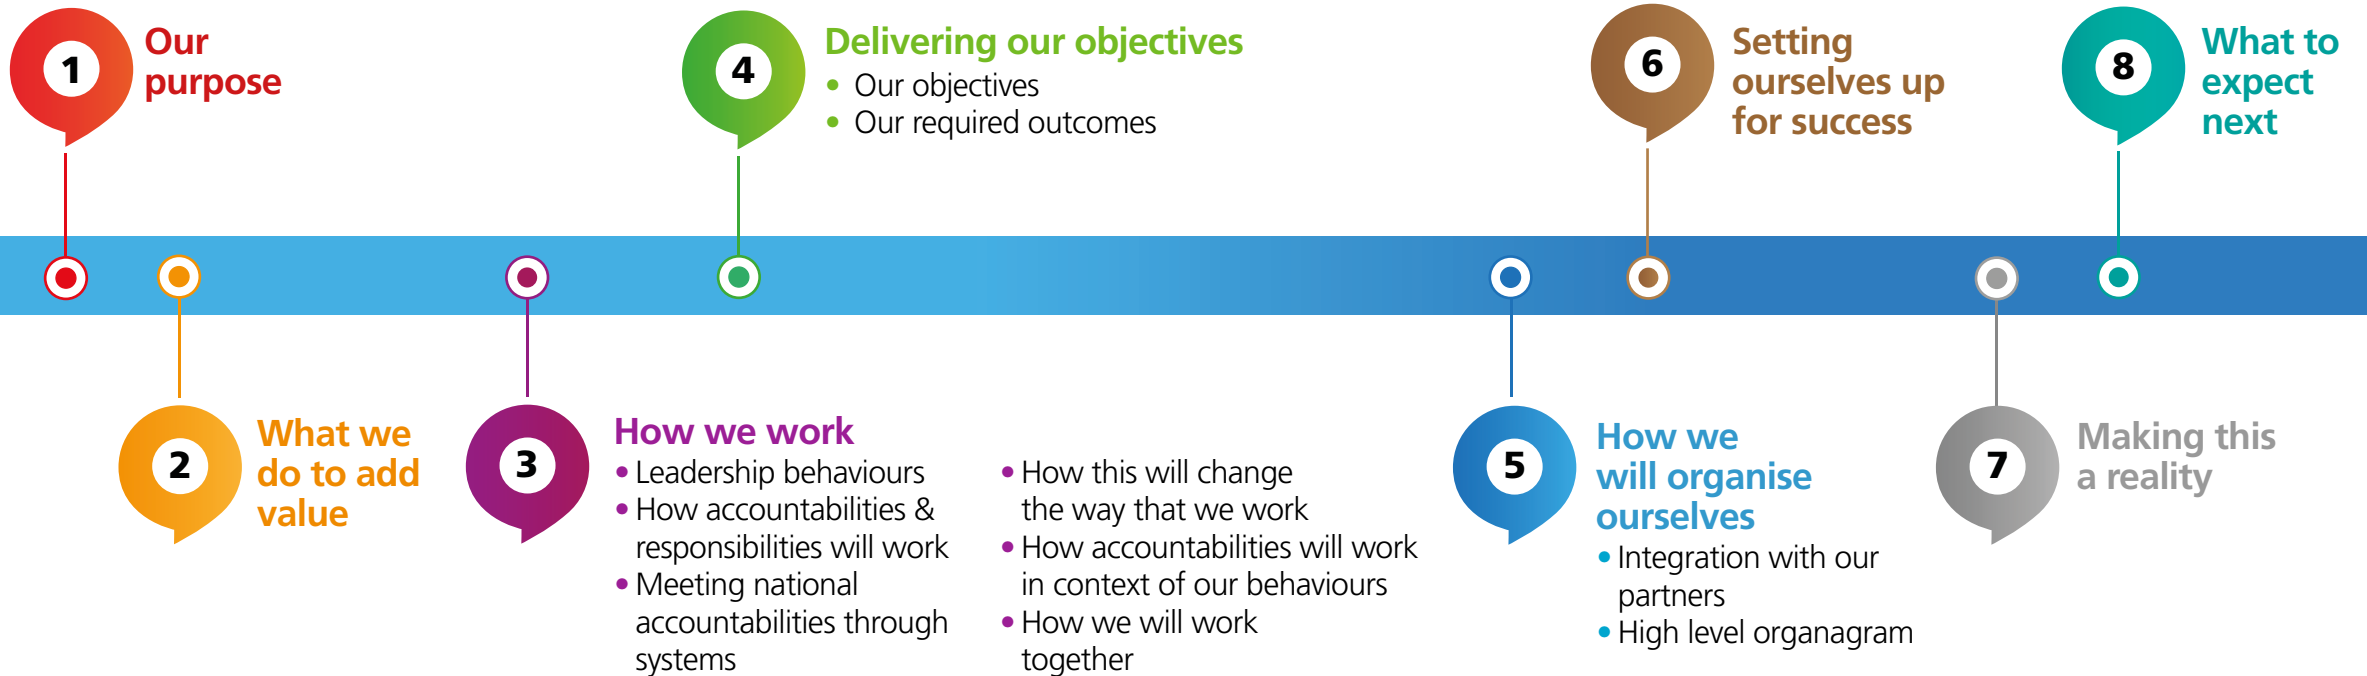 1
Our
purpose
2
What we
do to add
value
3
How we work
• Leadership behaviours
• How accountabilities &
responsibilities will work
• Meeting national
accountabilities through
systems
• How this will change
the way that we work
• How accountabilities will work
in context of our behaviours
• How we will work
together
4
Delivering our objectives
• Our objectives
• Our required outcomes
5
How we
will organise
ourselves
• Integration with our
partners
• High level organagram
6
Setting
ourselves up
for success
7
Making this
a reality
8
What to
expect
next